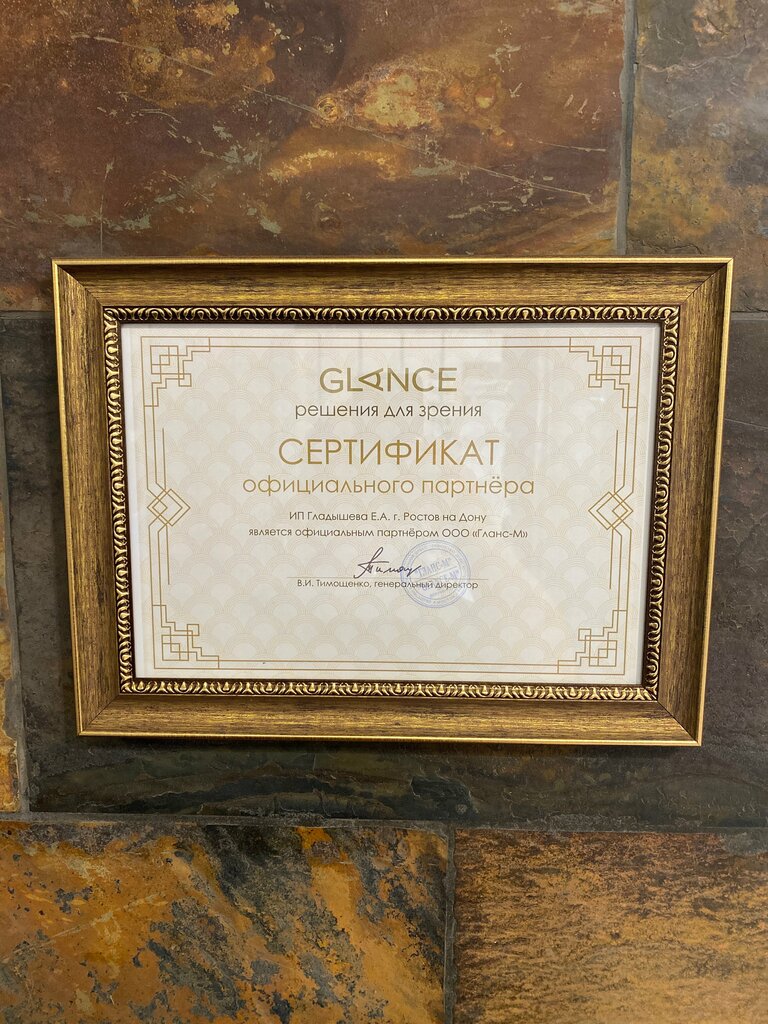 GLANCE
решения для зрения
СЕРТИФИКАТ
официального партнёра
ИП Гладышева Е.А. г. Ростов на Дону
является официальным партнёром ООО «Гланс-М»
В.И. Тимощенко, генеральный директор